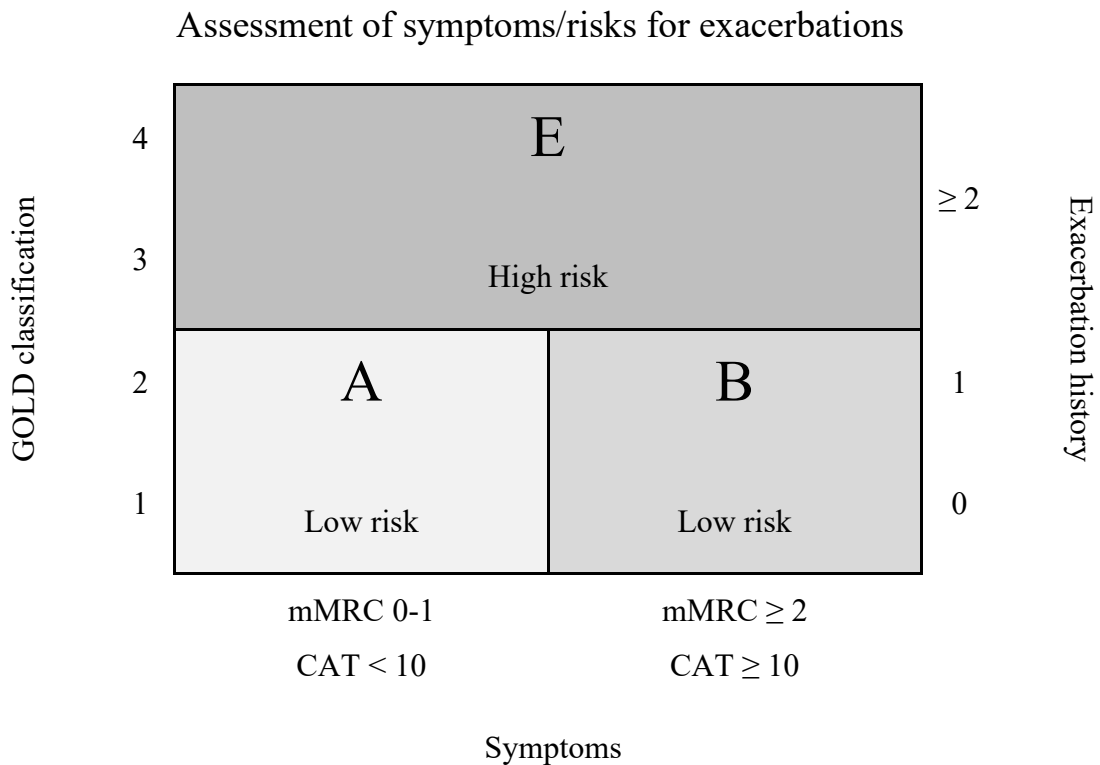 Assessment of symptoms/risks for exacerbations
GOLD classification
4
3
2
1
E
High risk
A
Low risk
B
Low risk
≥ 2
1
0
Exacerbation history
mMRC 0-1
CAT < 10
mMRC ≥ 2
CAT ≥ 10
Symptoms